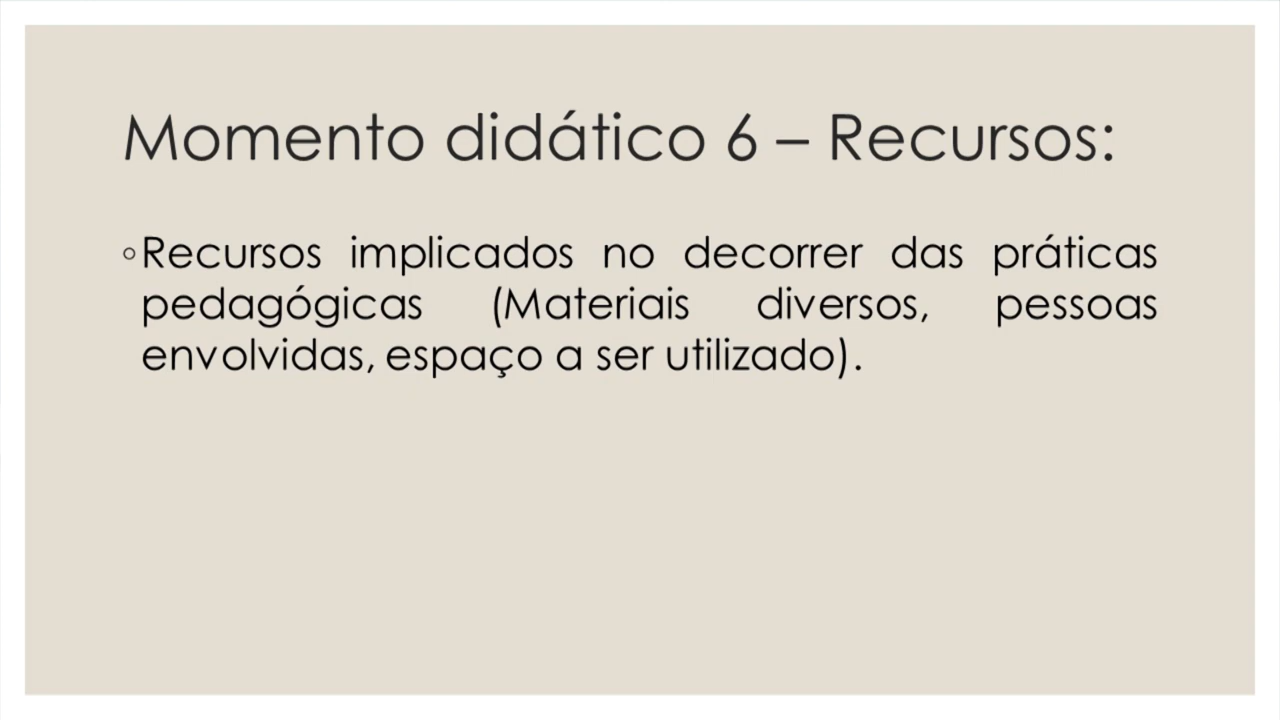 Momento didático 6 – Recursos:
◦Recursos implicados no decorrer das práticas
pedagógicas (Materiais diversos, pessoas
envolvidas, espaço a ser utilizado).